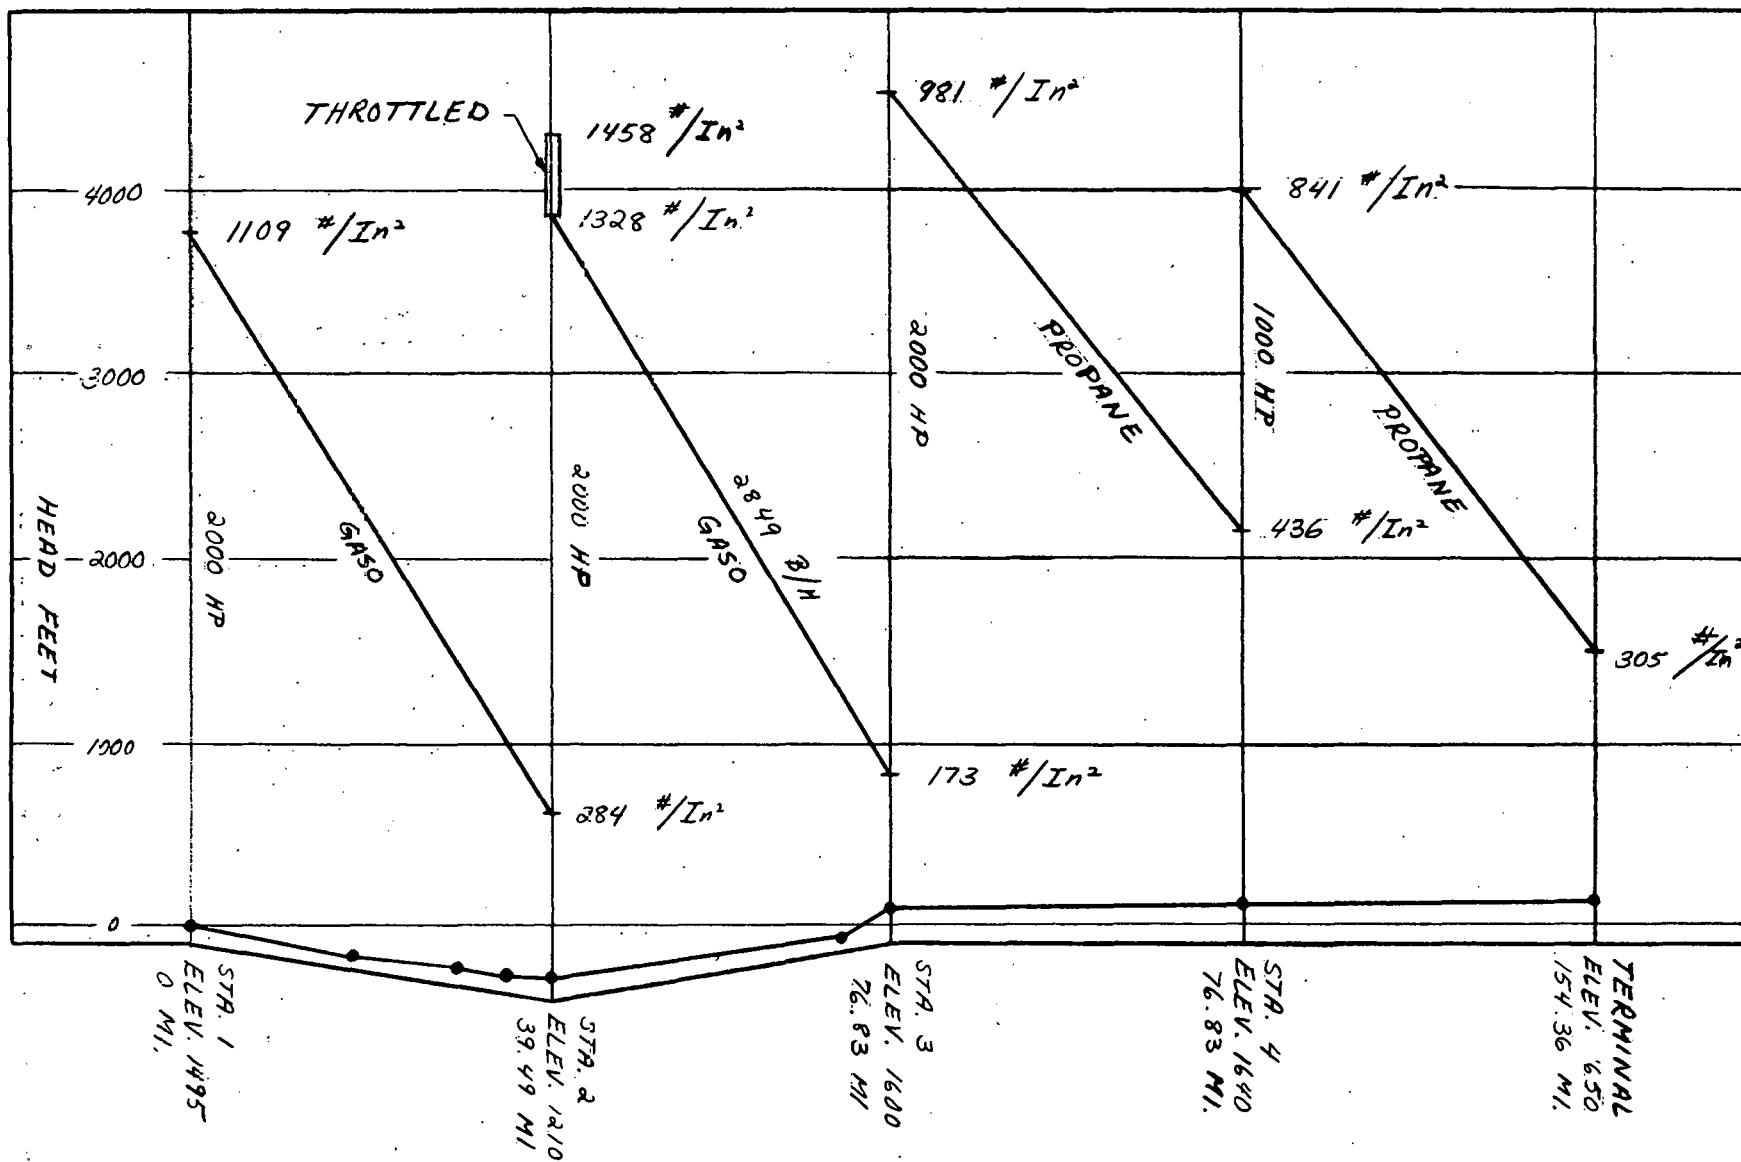 981 #/In²
THROTTLED
1458 #/In²
4000
841 #/In²
1328 #/In²
1109 #/In²
3000
2000 HP
1000 HP
PROPANE
PROPANE
2849 B/H
GASO
GASO
2000 HP
2000 HP
436 #/In²
2000
HEAD FEET
305 #/In²
1000
173 #/In²
284 #/In²
0
STA. 1
ELEV. 1495
0 MI.
STA. 2
ELEV. 1210
39.49 MI
STA. 3
ELEV. 1600
76.83 MI
STA. 4
ELEV. 1640
76.83 MI.
TERMINAL
ELEV. 1650
154.36 MI.